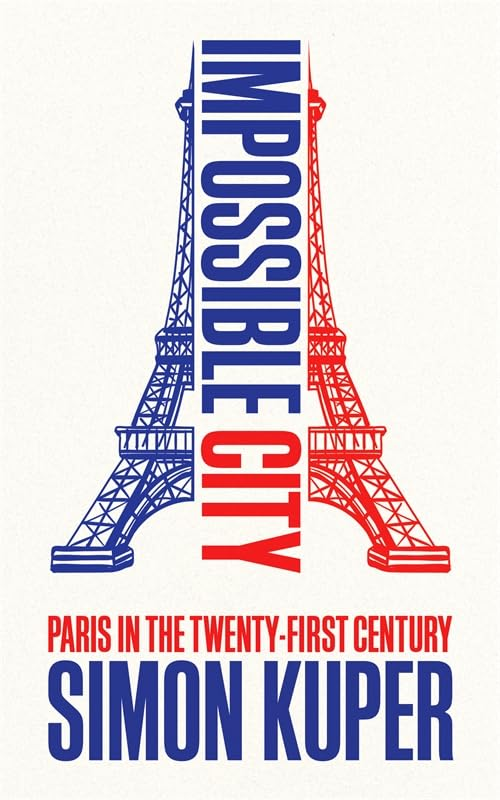 IMPOSSIBLE CITY
PARIS IN THE TWENTY-FIRST CENTURY
SIMON KUPER